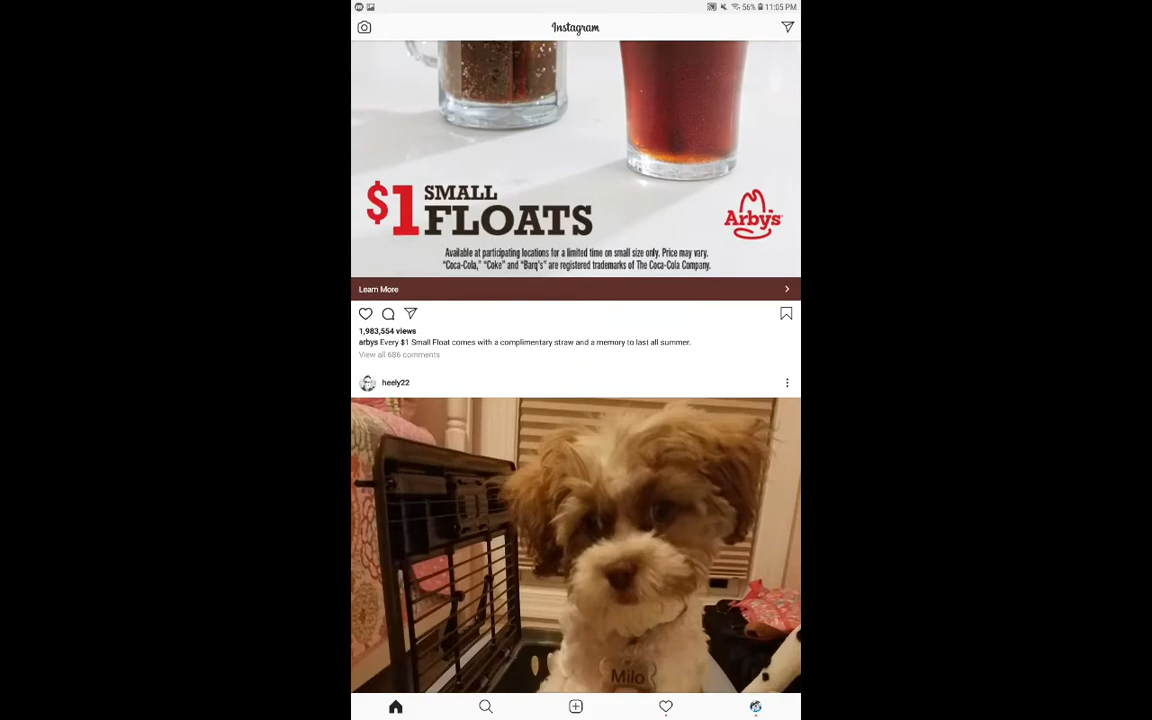 56% 11:05 PM
Instagram
$1 SMALL
FLOATS
Arby's
Available at participating locations for a limited time on small size only. Price may vary.
"Coca-Cola," "Coke" and "Barq's" are registered trademarks of The Coca-Cola Company.
Learn More
1,983,554 views
arbys Every $1 Small Float comes with a complimentary straw and a memory to last all summer.
View all 686 comments
heely22
Milo